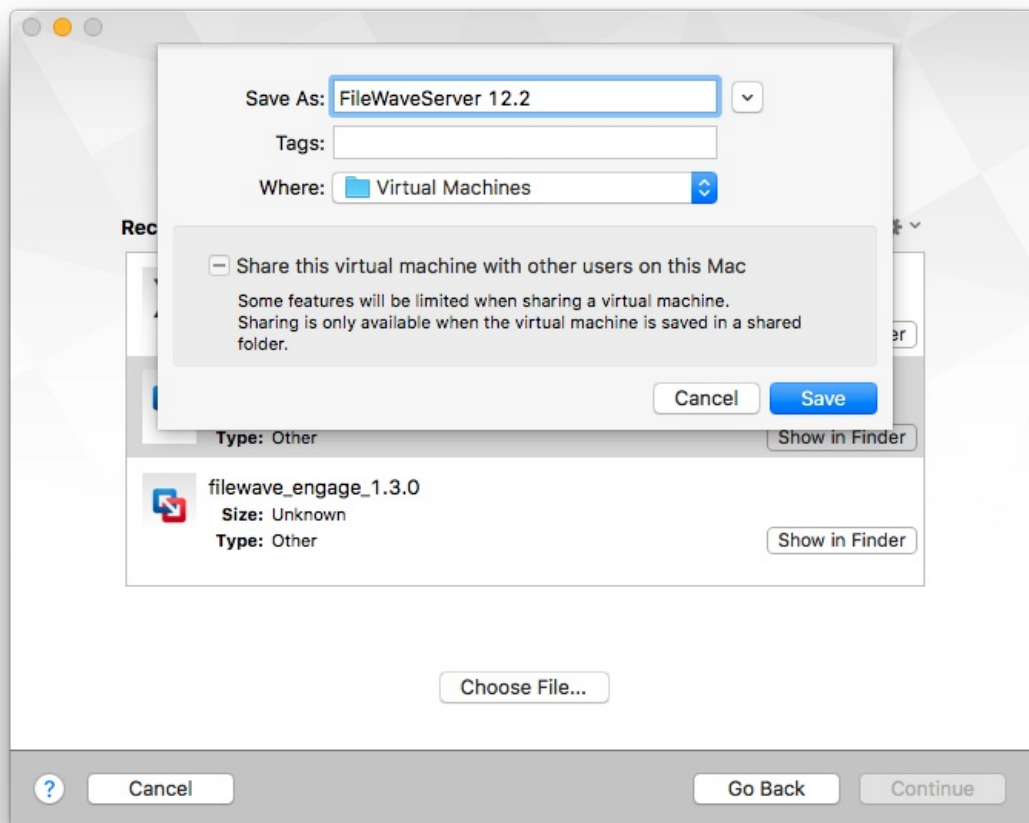 Save As: FileWaveServer 12.2
Tags:
Where: Virtual Machines
Rec
Share this virtual machine with other users on this Mac
Some features will be limited when sharing a virtual machine.
Sharing is only available when the virtual machine is saved in a shared
folder.
er
Cancel Save
Type: Other Show in Finder
filewave_engage_1.3.0
Size: Unknown
Type: Other Show in Finder
Choose File...
? Cancel Go Back Continue